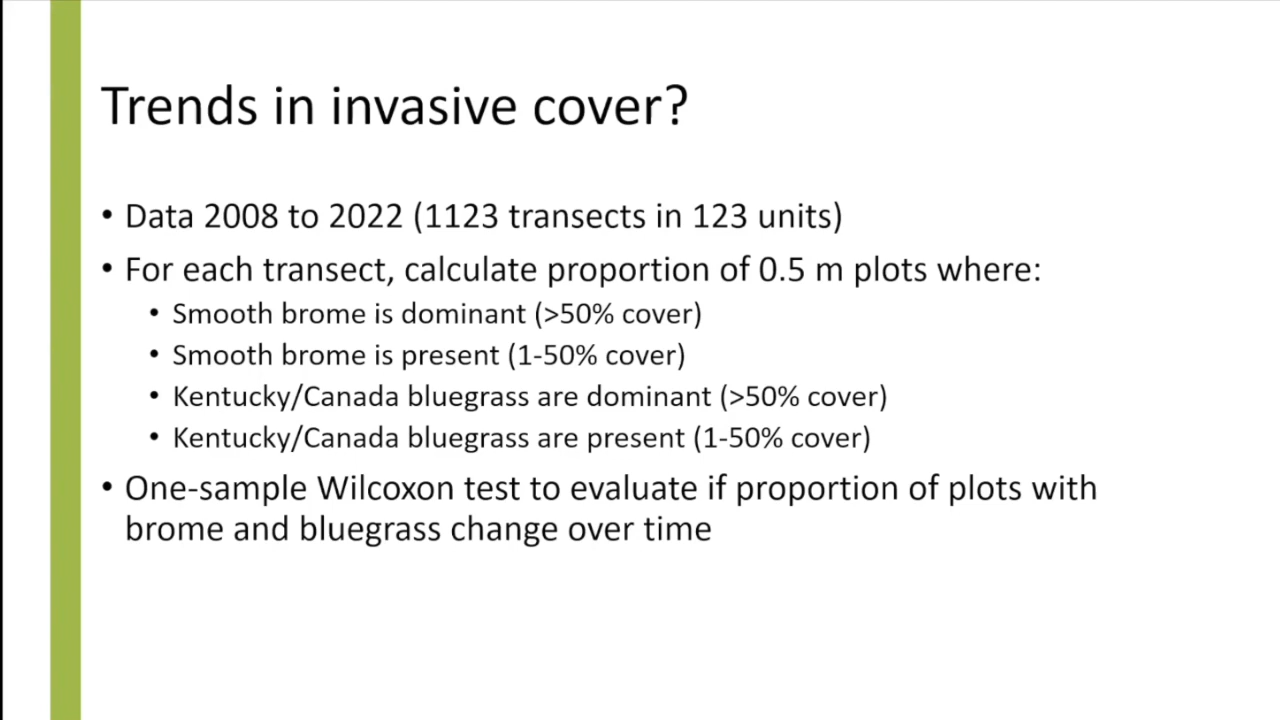 Trends in invasive cover?
• Data 2008 to 2022 (1123 transects in 123 units)
• For each transect, calculate proportion of 0.5 m plots where:
• Smooth brome is dominant (>50% cover)
• Smooth brome is present (1-50% cover)
• Kentucky/Canada bluegrass are dominant (>50% cover)
• Kentucky/Canada bluegrass are present (1-50% cover)
• One-sample Wilcoxon test to evaluate if proportion of plots with
brome and bluegrass change over time